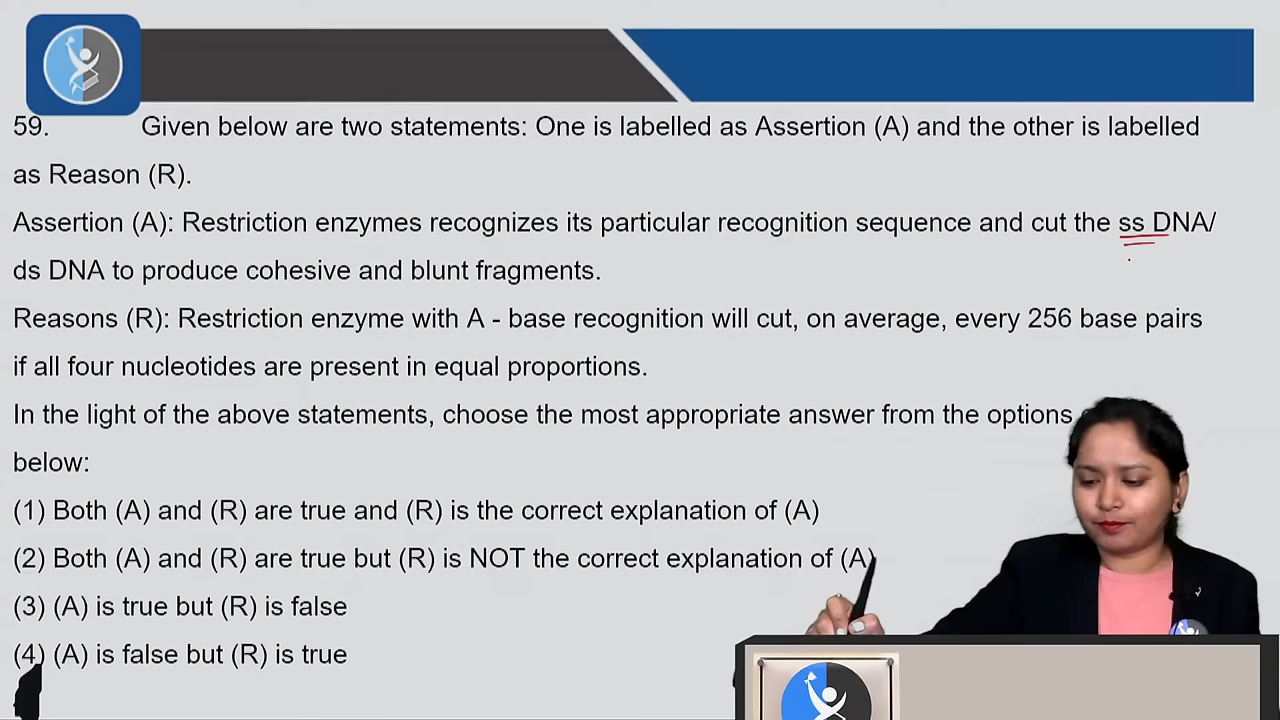 59. Given below are two statements: One is labelled as Assertion (A) and the other is labelled
as Reason (R).
Assertion (A): Restriction enzymes recognizes its particular recognition sequence and cut the ss DNA/
ds DNA to produce cohesive and blunt fragments.
Reasons (R): Restriction enzyme with A - base recognition will cut, on average, every 256 base pairs
if all four nucleotides are present in equal proportions.
In the light of the above statements, choose the most appropriate answer from the options
below:
(1) Both (A) and (R) are true and (R) is the correct explanation of (A)
(2) Both (A) and (R) are true but (R) is NOT the correct explanation of (A)
(3) (A) is true but (R) is false
(4) (A) is false but (R) is true